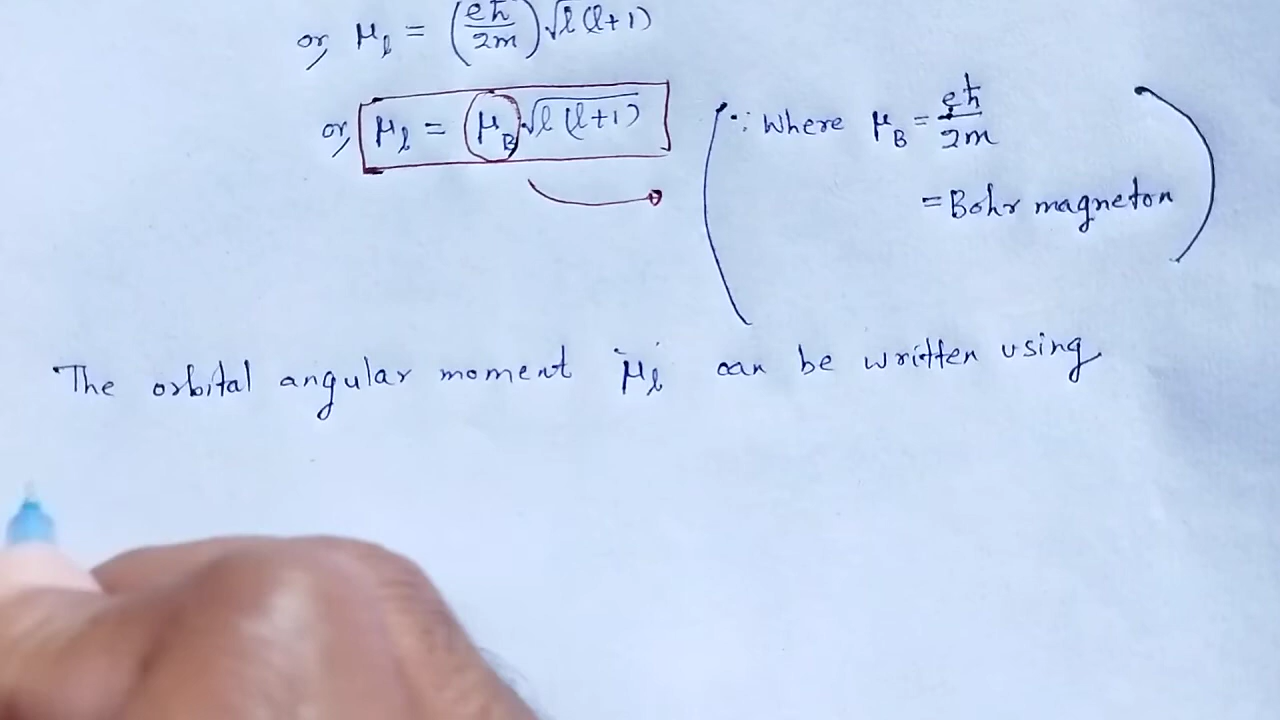 or, μ_l = (eħ/2m) √l(l+1)
or, μ_l = μ_B √l(l+1) (∵ Where μ_B = eħ/2m
= Bohr magneton)
The orbital angular moment 'μ_l' can be written using